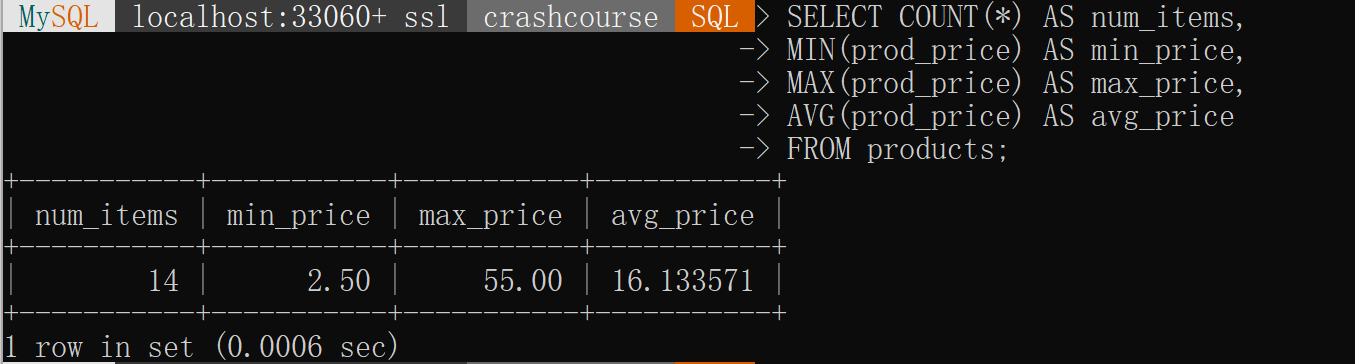 MySQL localhost:33060+ ssl crashcourse SQL > SELECT COUNT(*) AS num_items,
-> MIN(prod_price) AS min_price,
-> MAX(prod_price) AS max_price,
-> AVG(prod_price) AS avg_price
-> FROM products;
+-----------+-----------+-----------+-----------+
| num_items | min_price | max_price | avg_price |
+-----------+-----------+-----------+-----------+
| 14 | 2.50 | 55.00 | 16.133571 |
+-----------+-----------+-----------+-----------+
1 row in set (0.0006 sec)